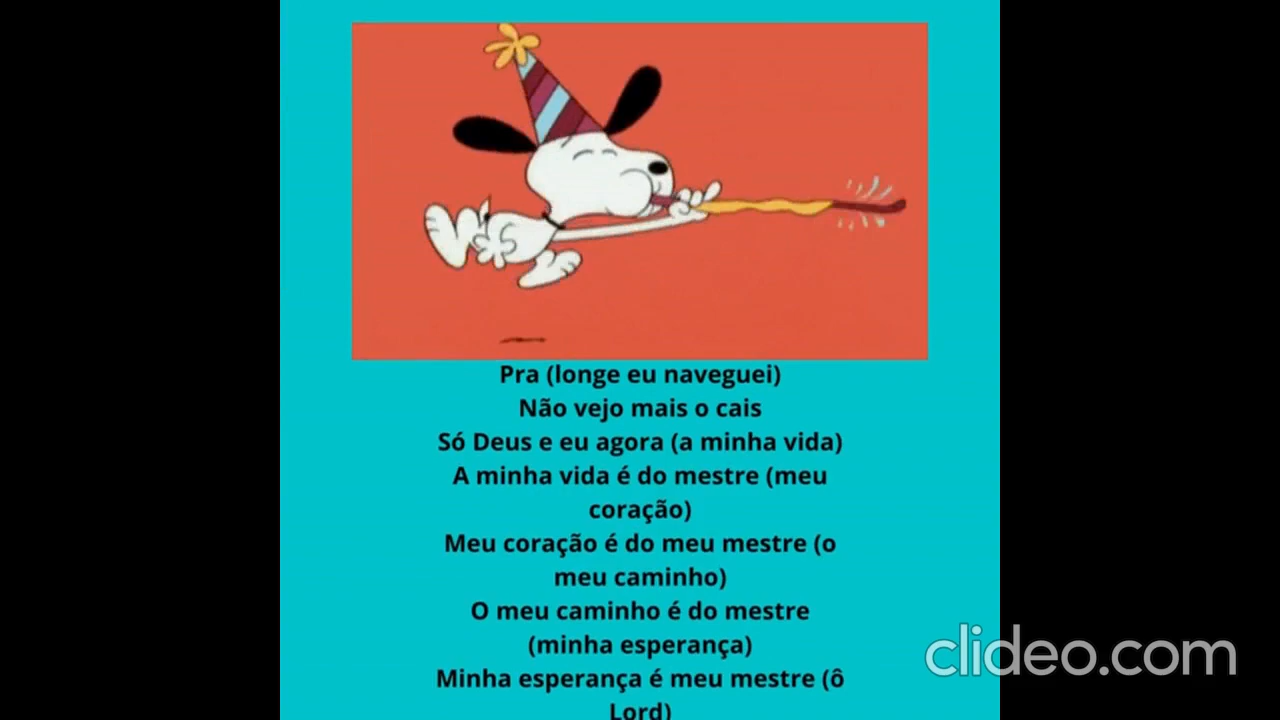 Pra (longe eu naveguei)
Não vejo mais o cais
Só Deus e eu agora (a minha vida)
A minha vida é do mestre (meu
coração)
Meu coração é do meu mestre (o
meu caminho)
O meu caminho é do mestre
(minha esperança)
Minha esperança é meu mestre (ô
Lord)
clideo.com